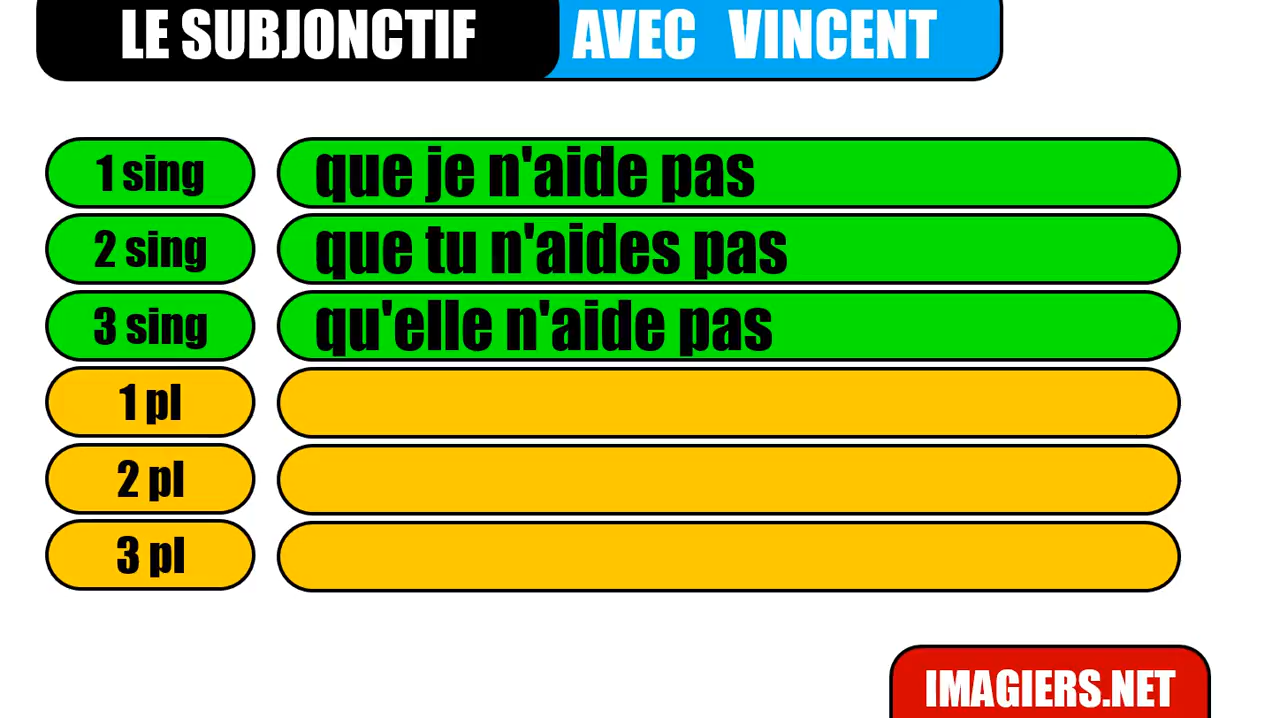 LE SUBJONCTIF AVEC VINCENT
1 sing que je n'aide pas
2 sing que tu n'aides pas
3 sing qu'elle n'aide pas
1 pl
2 pl
3 pl
IMAGIERS.NET